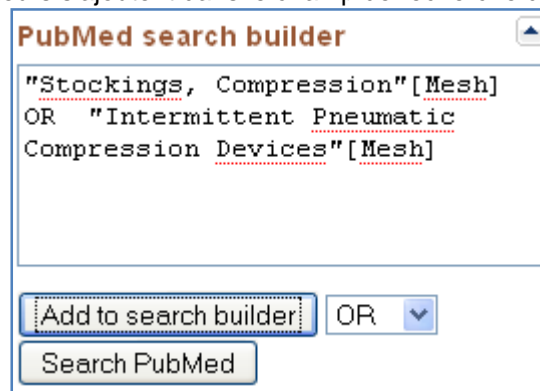 PubMed search builder
"Stockings, Compression"[Mesh]
OR "Intermittent Pneumatic
Compression Devices"[Mesh]
Add to search builder OR
Search PubMed